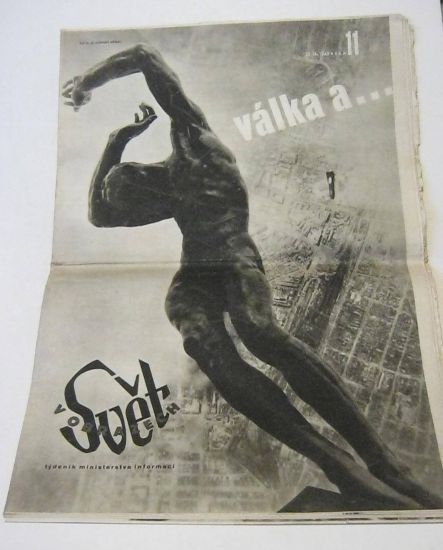 11
válka a...
Svět
V OBRAZECH
týdeník ministerstva informací